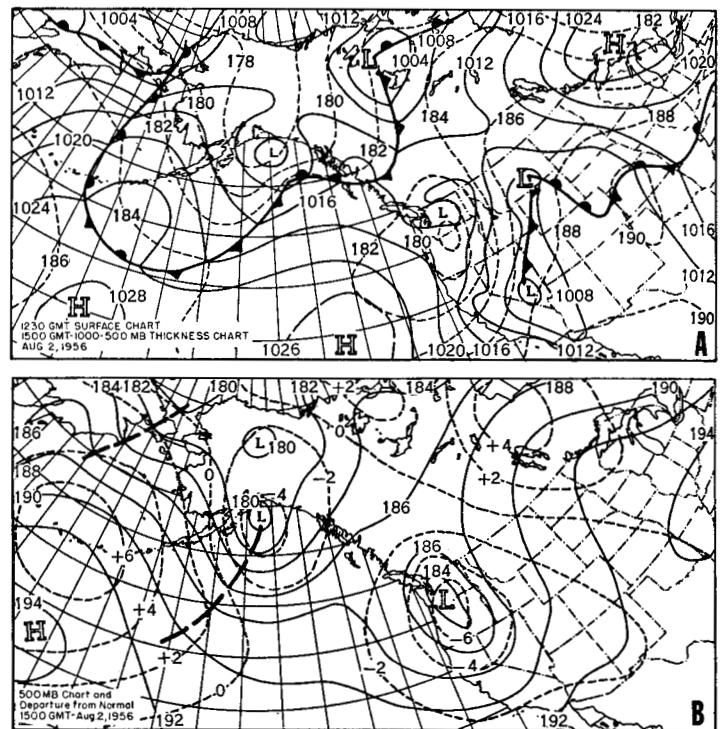 1004 1008 1012 1016 1024 182
178 L 1008 H
1004 1012 1020
1012 180 180 186
182 184 188
1020 L 182
L
1024 184 1016 L 188 1016
180 190
186 182 1012
H 1028 L 1008
190
1230 GMT SURFACE CHART
1500 GMT-1000-500 MB THICKNESS CHART
AUG 2, 1956
1026 H 1020 1016 1012 A
184 182 180 182 +2 184 188 190
186 0 194
L 180 +4
188 0 -2 +2
190 180 -4 186
L
+6 186
184
194 +4 L
H -6
+2 -2 -4
0
500 MB Chart and
Departure from Normal
1500 GMT-Aug. 2, 1956
192 192 B